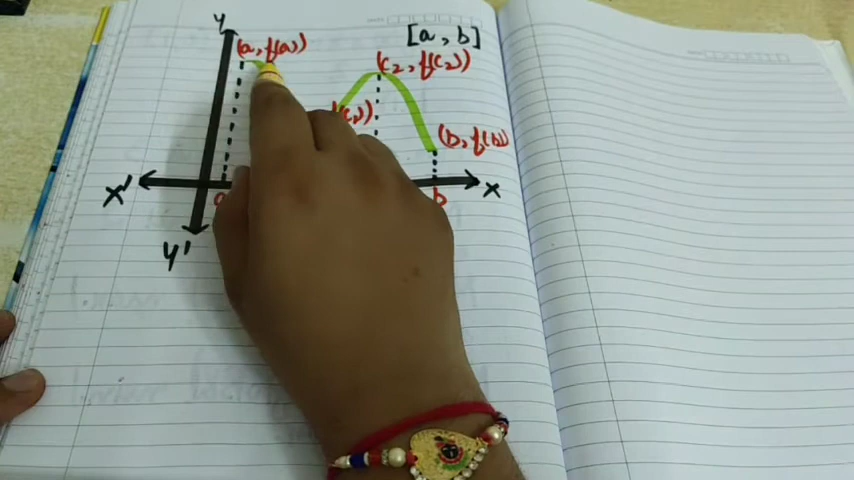 y
(a, f(a))
[a, b]
(c₂, f(c₂))
(b, f(b))
x'
x
b
y'